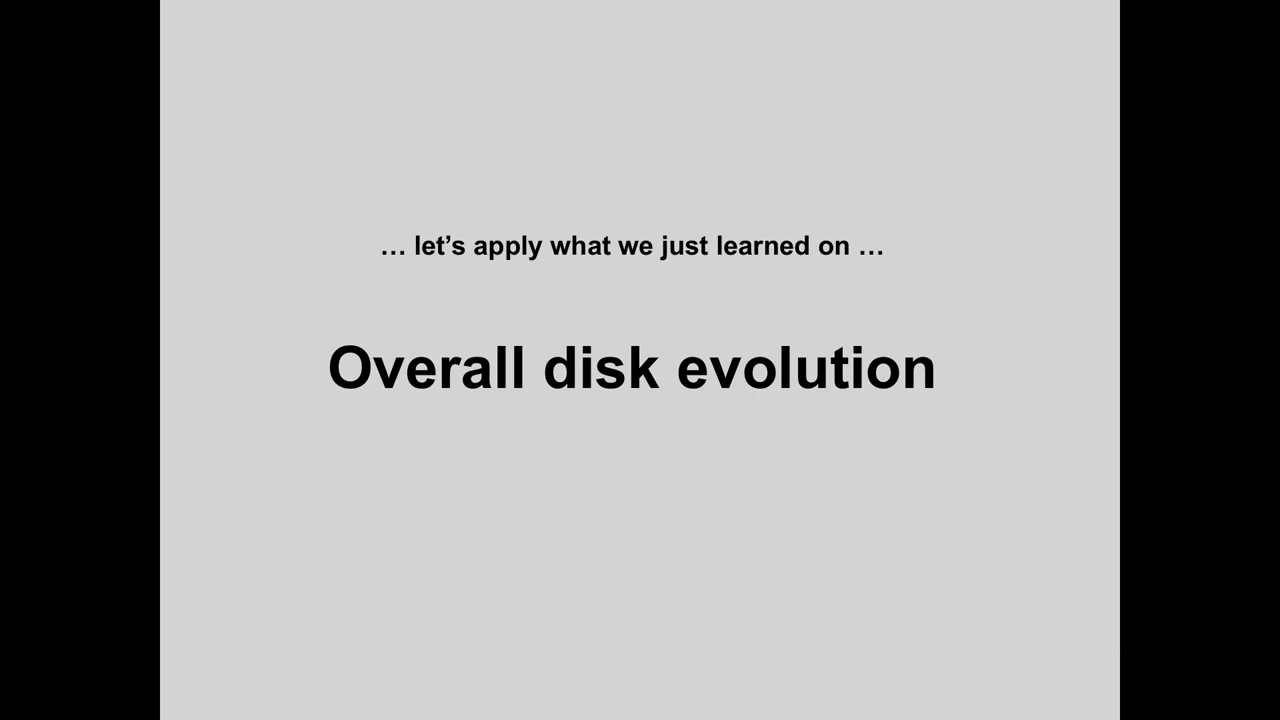 … let’s apply what we just learned on …
Overall disk evolution